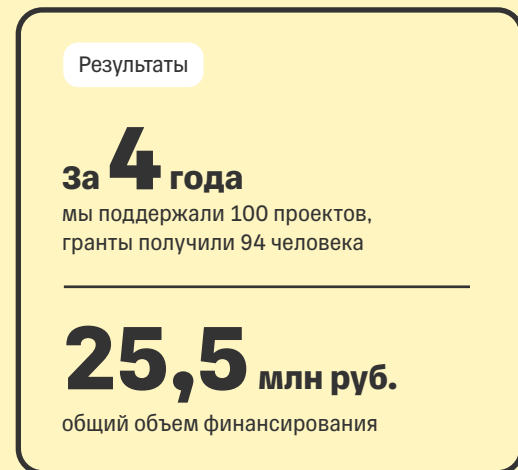 Результаты
За 4 года
мы поддержали 100 проектов,
гранты получили 94 человека
25,5 млн руб.
общий объем финансирования